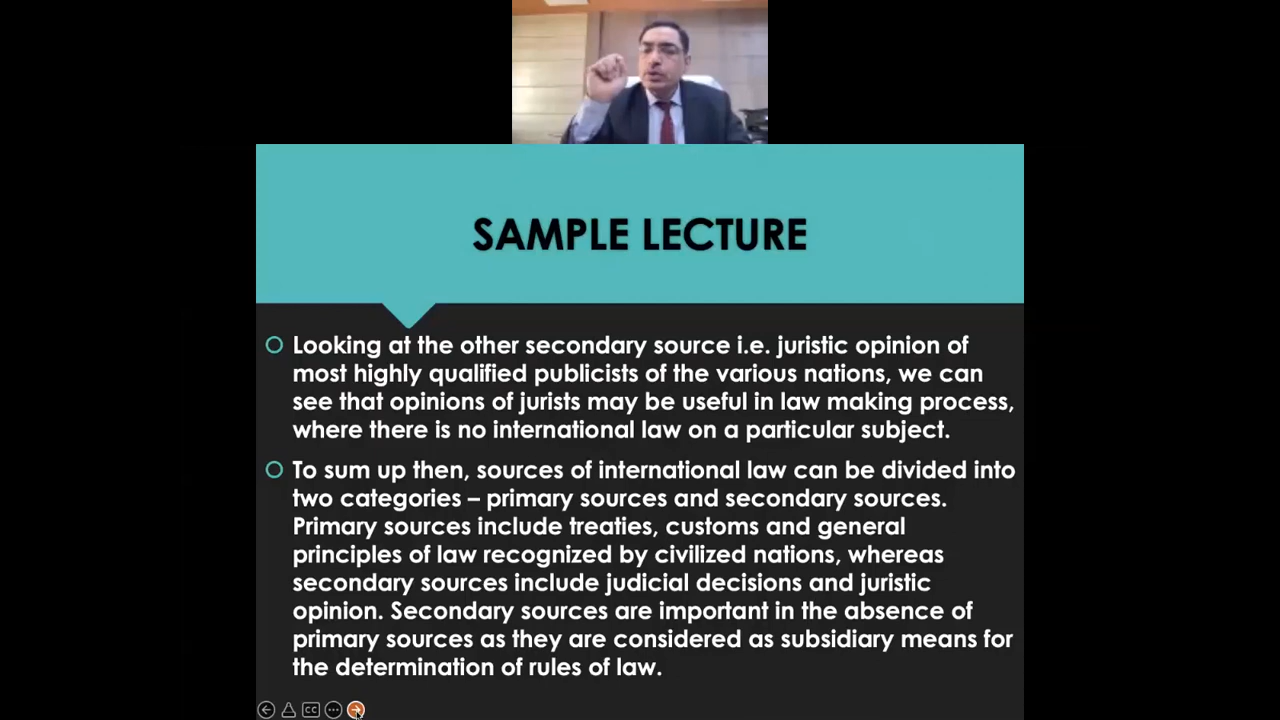 SAMPLE LECTURE
Looking at the other secondary source i.e. juristic opinion of
most highly qualified publicists of the various nations, we can
see that opinions of jurists may be useful in law making process,
where there is no international law on a particular subject.
To sum up then, sources of international law can be divided into
two categories – primary sources and secondary sources.
Primary sources include treaties, customs and general
principles of law recognized by civilized nations, whereas
secondary sources include judicial decisions and juristic
opinion. Secondary sources are important in the absence of
primary sources as they are considered as subsidiary means for
the determination of rules of law.
CC